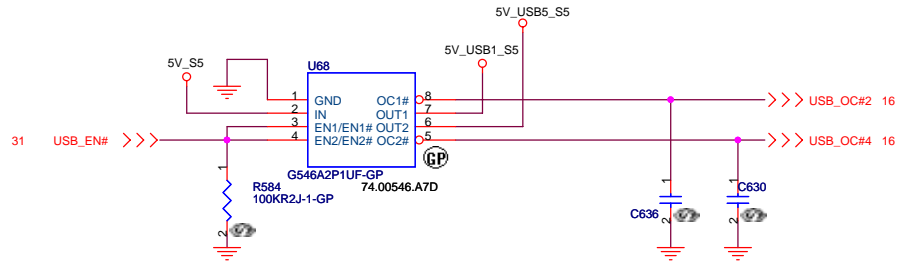 5V_USB5_S5
5V_USB1_S5
5V_S5
U68
1 GND OC1# 8
2 IN OUT1 7
3 EN1/EN1# OUT2 6
4 EN2/EN2# OC2# 5
USB_OC#2 16
31 USB_EN#
USB_OC#4 16
GP
G546A2P1UF-GP
74.00546.A7D
1
R584
100KR2J-1-GP
2
1
C636
2
1
C630
2